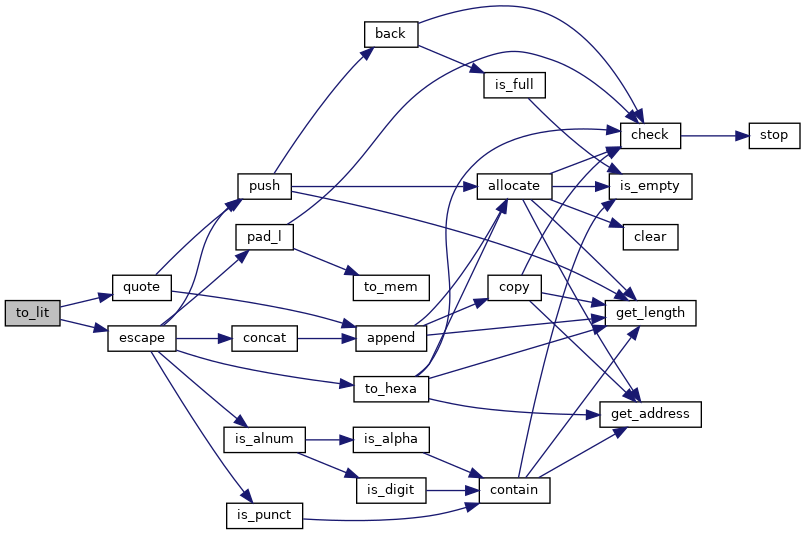 back
is_full
check
stop
push
allocate
is_empty
pad_l
clear
to_mem
quote
copy
to_lit
get_length
escape
concat
append
to_hexa
get_address
is_alnum
is_alpha
is_digit
contain
is_punct